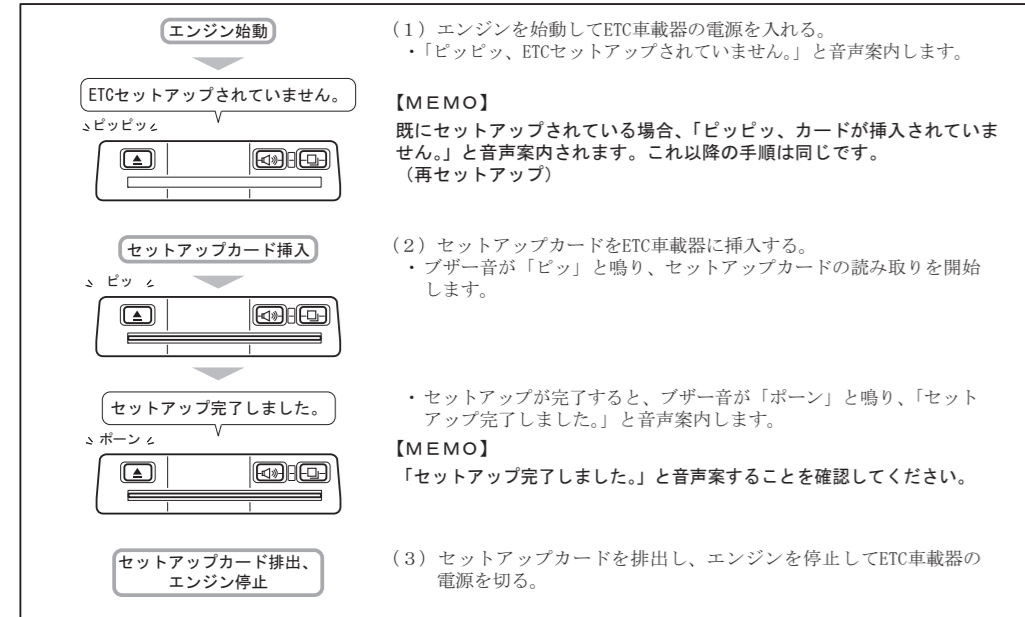 エンジン始動
(1) エンジンを始動してETC車載器の電源を入れる。
・「ピッピッ、ETCセットアップされていません。」と音声案内します。
ETCセットアップされていません。
ピッピッ
【MEMO】
既にセットアップされている場合、「ピッピッ、カードが挿入されていま
せん。」と音声案内されます。これ以降の手順は同じです。
（再セットアップ）
セットアップカード挿入
(2) セットアップカードをETC車載器に挿入する。
・ブザー音が「ピッ」と鳴り、セットアップカードの読み取りを開始
します。
ピッ
セットアップ完了しました。
・セットアップが完了すると、ブザー音が「ポーン」と鳴り、「セット
アップ完了しました。」と音声案内します。
ポーン
【MEMO】
「セットアップ完了しました。」と音声案することを確認してください。
セットアップカード排出、
エンジン停止
(3) セットアップカードを排出し、エンジンを停止してETC車載器の
電源を切る。